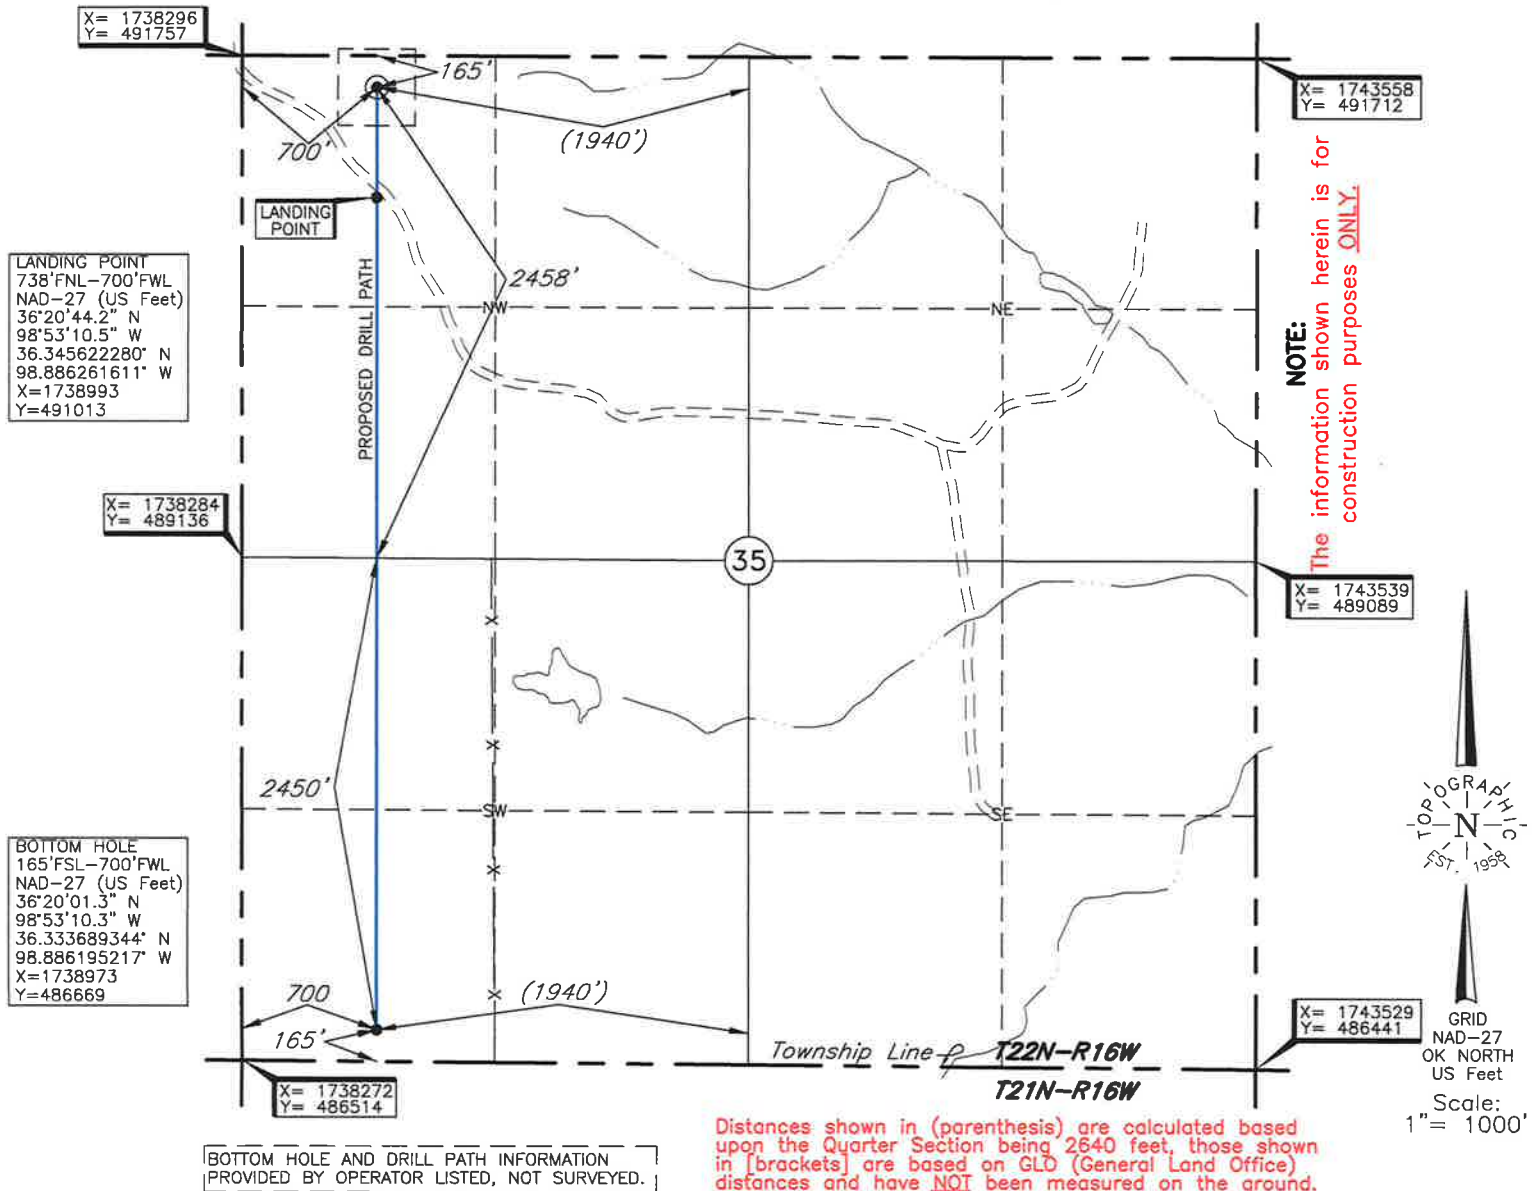 X= 1738296
Y= 491757
165'
X= 1743558
Y= 491712
700'
(1940')
LANDING
POINT
LANDING POINT
738'FNL-700'FWL
NAD-27 (US Feet)
36°20'44.2" N
98°53'10.5" W
36.345622280° N
98.886261611° W
X=1738993
Y=491013
PROPOSED DRILL PATH
2458'
NW
NE
NOTE:
The information shown herein is for
construction purposes ONLY.
X= 1738284
Y= 489136
35
X= 1743539
Y= 489089
2450'
SW
SE
TOPOGRAPHIC
N
EST. 1958
BOTTOM HOLE
165'FSL-700'FWL
NAD-27 (US Feet)
36°20'01.3" N
98°53'10.3" W
36.333689344° N
98.886195217° W
X=1738973
Y=486669
X
X
X
X
700
(1940')
165'
X= 1743529
Y= 486441
GRID
NAD-27
OK NORTH
US Feet
Scale:
1"= 1000'
Township Line
T22N-R16W
T21N-R16W
X= 1738272
Y= 486514
BOTTOM HOLE AND DRILL PATH INFORMATION
PROVIDED BY OPERATOR LISTED, NOT SURVEYED.
Distances shown in (parenthesis) are calculated based
upon the Quarter Section being 2640 feet, those shown
in [brackets] are based on GLO (General Land Office)
distances and have NOT been measured on the ground.